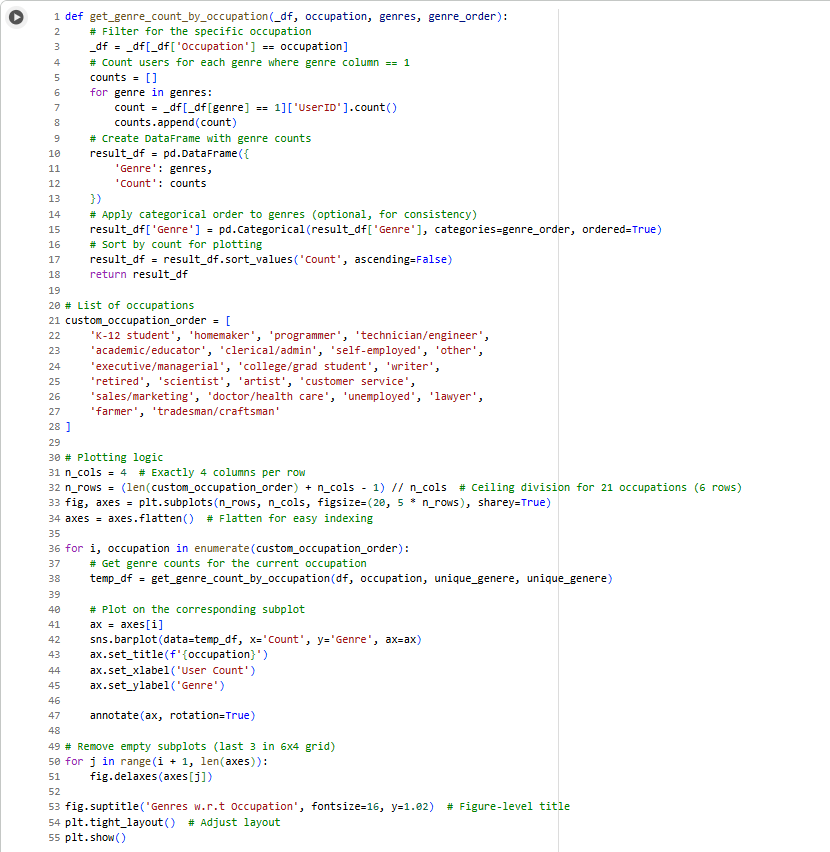 1 def get_genre_count_by_occupation(_df, occupation, genres, genre_order):
2     # Filter for the specific occupation
3     _df = _df[_df['Occupation'] == occupation]
4     # Count users for each genre where genre column == 1
5     counts = []
6     for genre in genres:
7         count = _df[_df[genre] == 1]['UserID'].count()
8         counts.append(count)
9     # Create DataFrame with genre counts
10     result_df = pd.DataFrame({
11         'Genre': genres,
12         'Count': counts
13     })
14     # Apply categorical order to genres (optional, for consistency)
15     result_df['Genre'] = pd.Categorical(result_df['Genre'], categories=genre_order, ordered=True)
16     # Sort by count for plotting
17     result_df = result_df.sort_values('Count', ascending=False)
18     return result_df
19
20 # List of occupations
21 custom_occupation_order = [
22     'K-12 student', 'homemaker', 'programmer', 'technician/engineer',
23     'academic/educator', 'clerical/admin', 'self-employed', 'other',
24     'executive/managerial', 'college/grad student', 'writer',
25     'retired', 'scientist', 'artist', 'customer service',
26     'sales/marketing', 'doctor/health care', 'unemployed', 'lawyer',
27     'farmer', 'tradesman/craftsman'
28 ]
29
30 # Plotting logic
31 n_cols = 4  # Exactly 4 columns per row
32 n_rows = (len(custom_occupation_order) + n_cols - 1) // n_cols  # Ceiling division for 21 occupations (6 rows)
33 fig, axes = plt.subplots(n_rows, n_cols, figsize=(20, 5 * n_rows), sharey=True)
34 axes = axes.flatten()  # Flatten for easy indexing
35
36 for i, occupation in enumerate(custom_occupation_order):
37     # Get genre counts for the current occupation
38     temp_df = get_genre_count_by_occupation(df, occupation, unique_genere, unique_genere)
39
40     # Plot on the corresponding subplot
41     ax = axes[i]
42     sns.barplot(data=temp_df, x='Count', y='Genre', ax=ax)
43     ax.set_title(f'{occupation}')
44     ax.set_xlabel('User Count')
45     ax.set_ylabel('Genre')
46
47     annotate(ax, rotation=True)
48
49 # Remove empty subplots (last 3 in 6x4 grid)
50 for j in range(i + 1, len(axes)):
51     fig.delaxes(axes[j])
52
53 fig.suptitle('Genres w.r.t Occupation', fontsize=16, y=1.02)  # Figure-level title
54 plt.tight_layout()  # Adjust layout
55 plt.show()